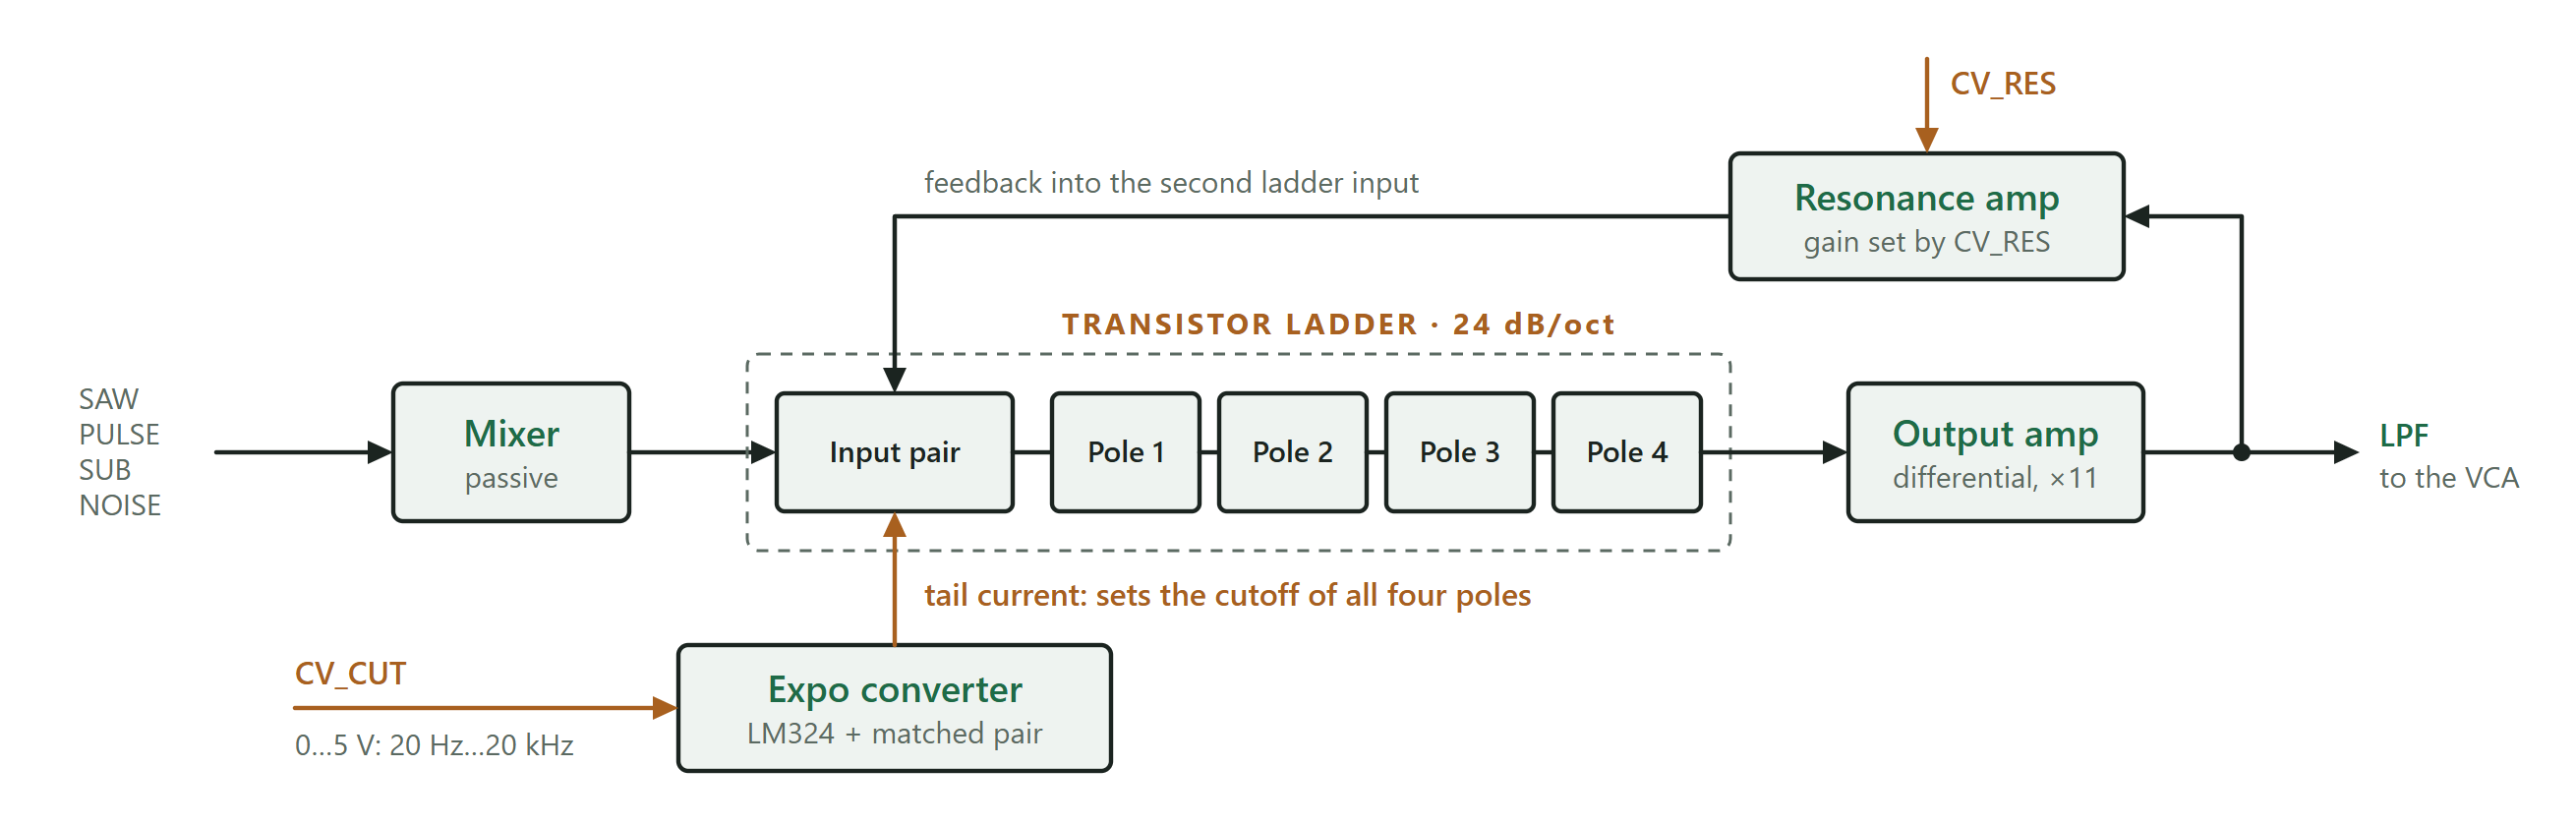 CV_RES
Resonance amp
gain set by CV_RES
feedback into the second ladder input
TRANSISTOR LADDER · 24 dB/oct
SAW
PULSE
SUB
NOISE
Mixer
passive
Input pair
Pole 1
Pole 2
Pole 3
Pole 4
Output amp
differential, ×11
LPF
to the VCA
tail current: sets the cutoff of all four poles
CV_CUT
0...5 V: 20 Hz...20 kHz
Expo converter
LM324 + matched pair